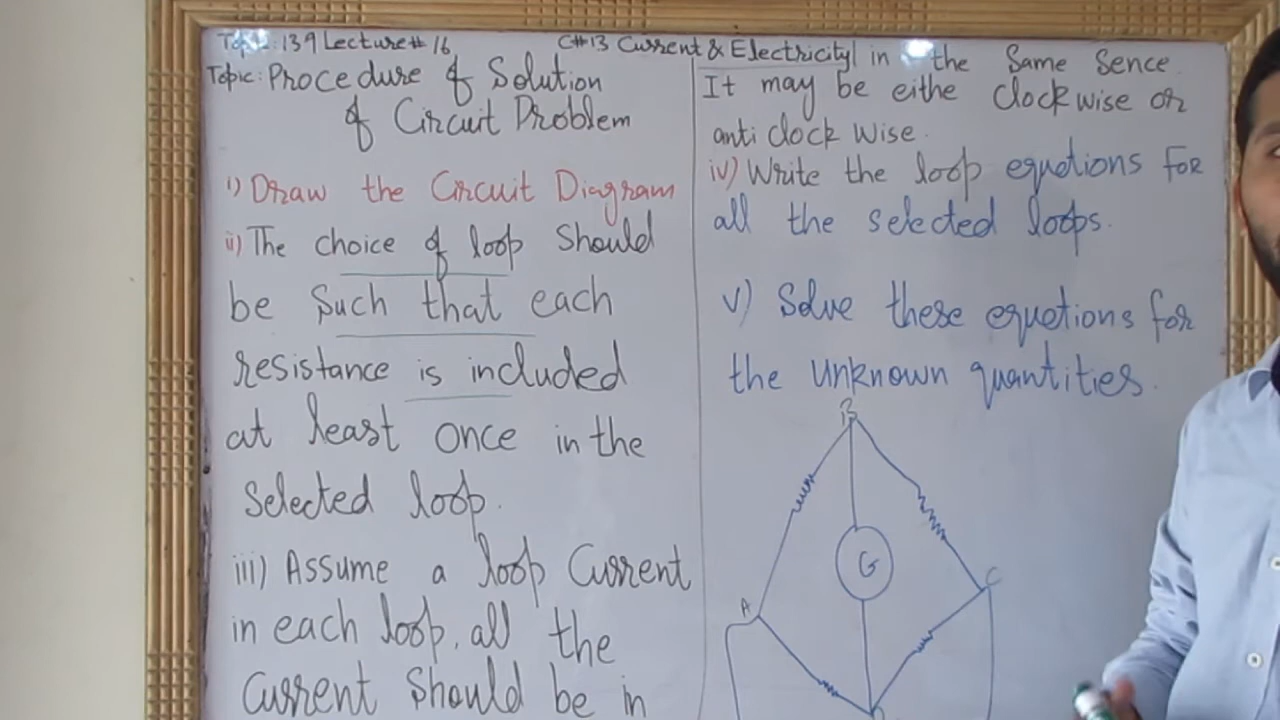 Topic: 139 Lecture# 16
C#13 Current & Electricity
Topic: Procedure of Solution
of Circuit Problem
i) Draw the Circuit Diagram
ii) The choice of loop Should
be Such that each
resistance is included
at least once in the
Selected loop.
iii) Assume a loop Current
in each loop, all the
Current Should be in
in the Same Sence
It may be eithe Clockwise or
anti clock wise.
iv) Write the loop equetions for
all the selected loops.
v) Solve these equetions for
the unknown quantities.
B
G
C
A